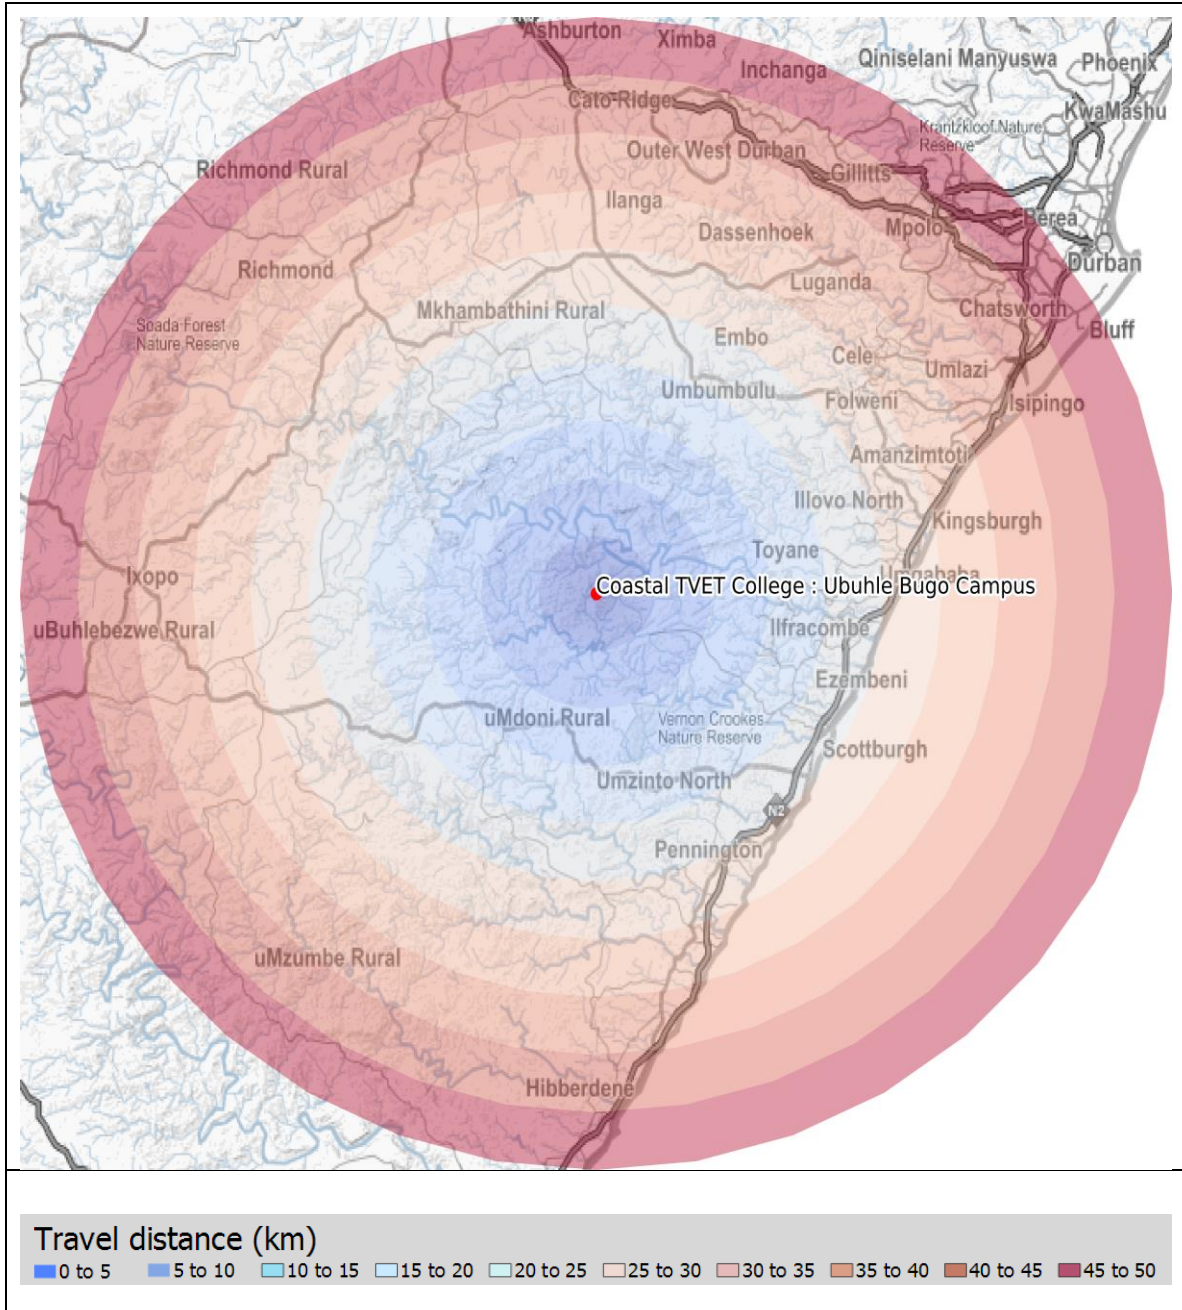 Ashburton
Ximba
Inchanga
Qiniselani Manyuswa
Phoenix
Cato-Ridge
KwaMashu
Krantzkloof Nature
Reserve
Outer West Durban
Richmond Rural
Gillitts
Ilanga
Berea
Dassenhoek
Mpolo
Durban
Richmond
Luganda
Mkhambathini Rural
Chatsworth
Soada Forest
Nature Reserve
Embo
Bluff
Cele
Umlazi
Umbumbulu
Folweni
Isipingo
Amanzimtoti
Illovo North
Kingsburgh
Toyane
Ixopo
Umgababa
Coastal TVET College : Ubuhle Bugo Campus
uBuhlebezwe Rural
Ilfracombe
Ezembeni
uMdoni Rural
Vernon Crookes
Nature Reserve
Scottburgh
Umzinto North
N2
Pennington
uMzumbe Rural
Hibberdene
Travel distance (km)
0 to 5 5 to 10 10 to 15 15 to 20 20 to 25 25 to 30 30 to 35 35 to 40 40 to 45 45 to 50